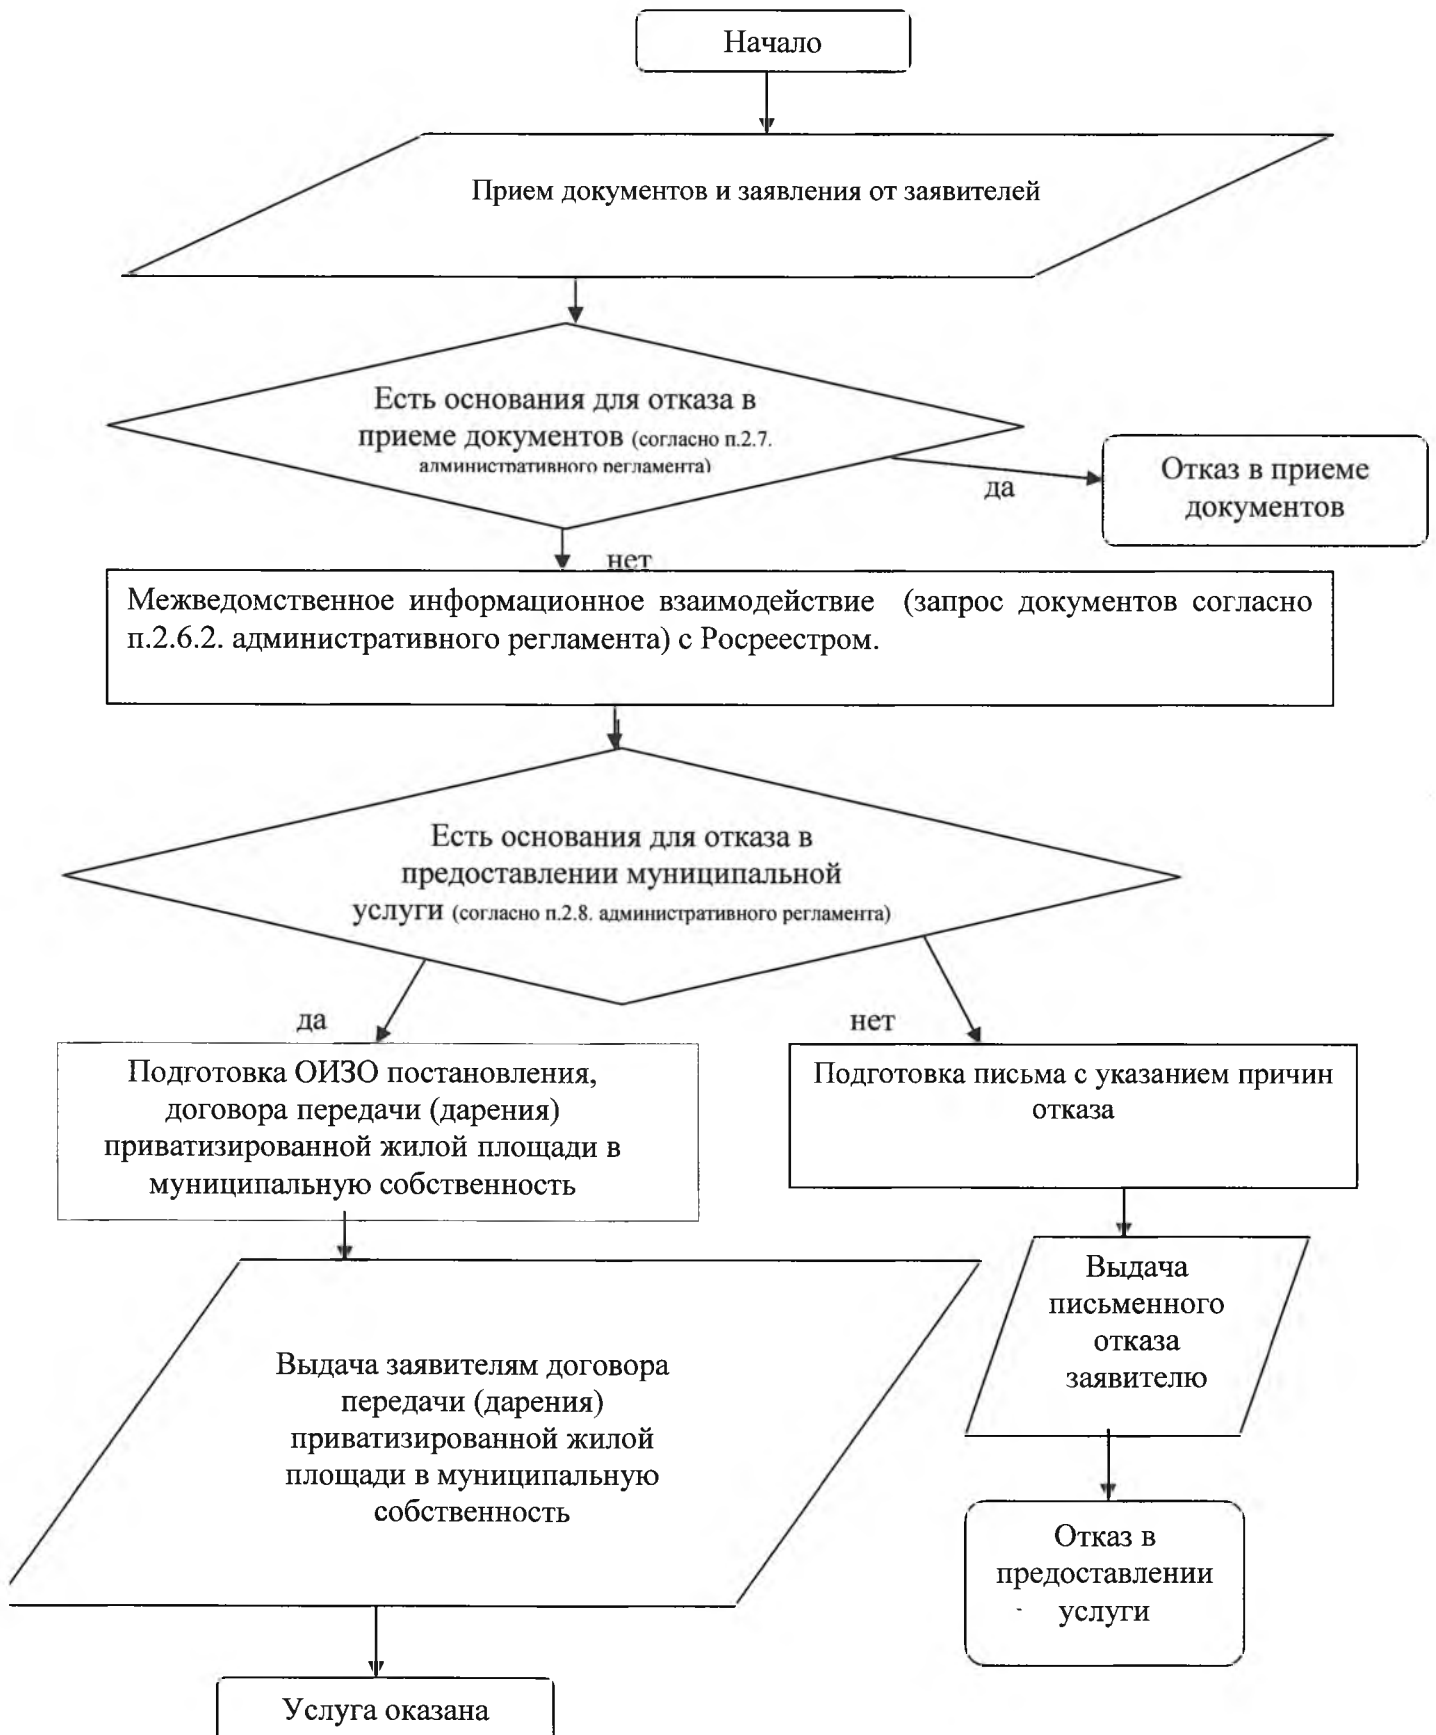 Начало
Прием документов и заявления от заявителей
Есть основания для отказа в
приеме документов (согласно п.2.7.
административного регламента)
да
Отказ в приеме
документов
нет
Межведомственное информационное взаимодействие (запрос документов согласно
п.2.6.2. административного регламента) с Росреестром.
Есть основания для отказа в
предоставлении муниципальной
услуги (согласно п.2.8. административного регламента)
да
нет
Подготовка ОИЗО постановления,
договора передачи (дарения)
приватизированной жилой площади в
муниципальную собственность
Подготовка письма с указанием причин
отказа
Выдача
письменного
отказа
заявителю
Выдача заявителям договора
передачи (дарения)
приватизированной жилой
площади в муниципальную
собственность
Отказ в
предоставлении
услуги
Услуга оказана